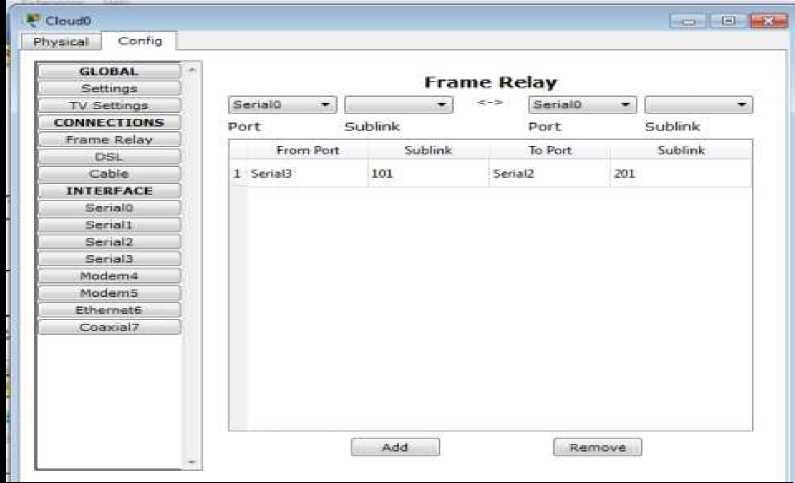 Cloud0
Physical Config
GLOBAL
Settings
TV Settings
CONNECTIONS
Frame Relay
DSL
Cable
INTERFACE
Serial0
Serial1
Serial2
Serial3
Modem4
Modem5
Ethernet6
Coaxial7
Frame Relay
Serial0 <-> Serial0
Port Sublink Port Sublink
From Port Sublink To Port Sublink
1 Serial3 101 Serial2 201
Add Remove